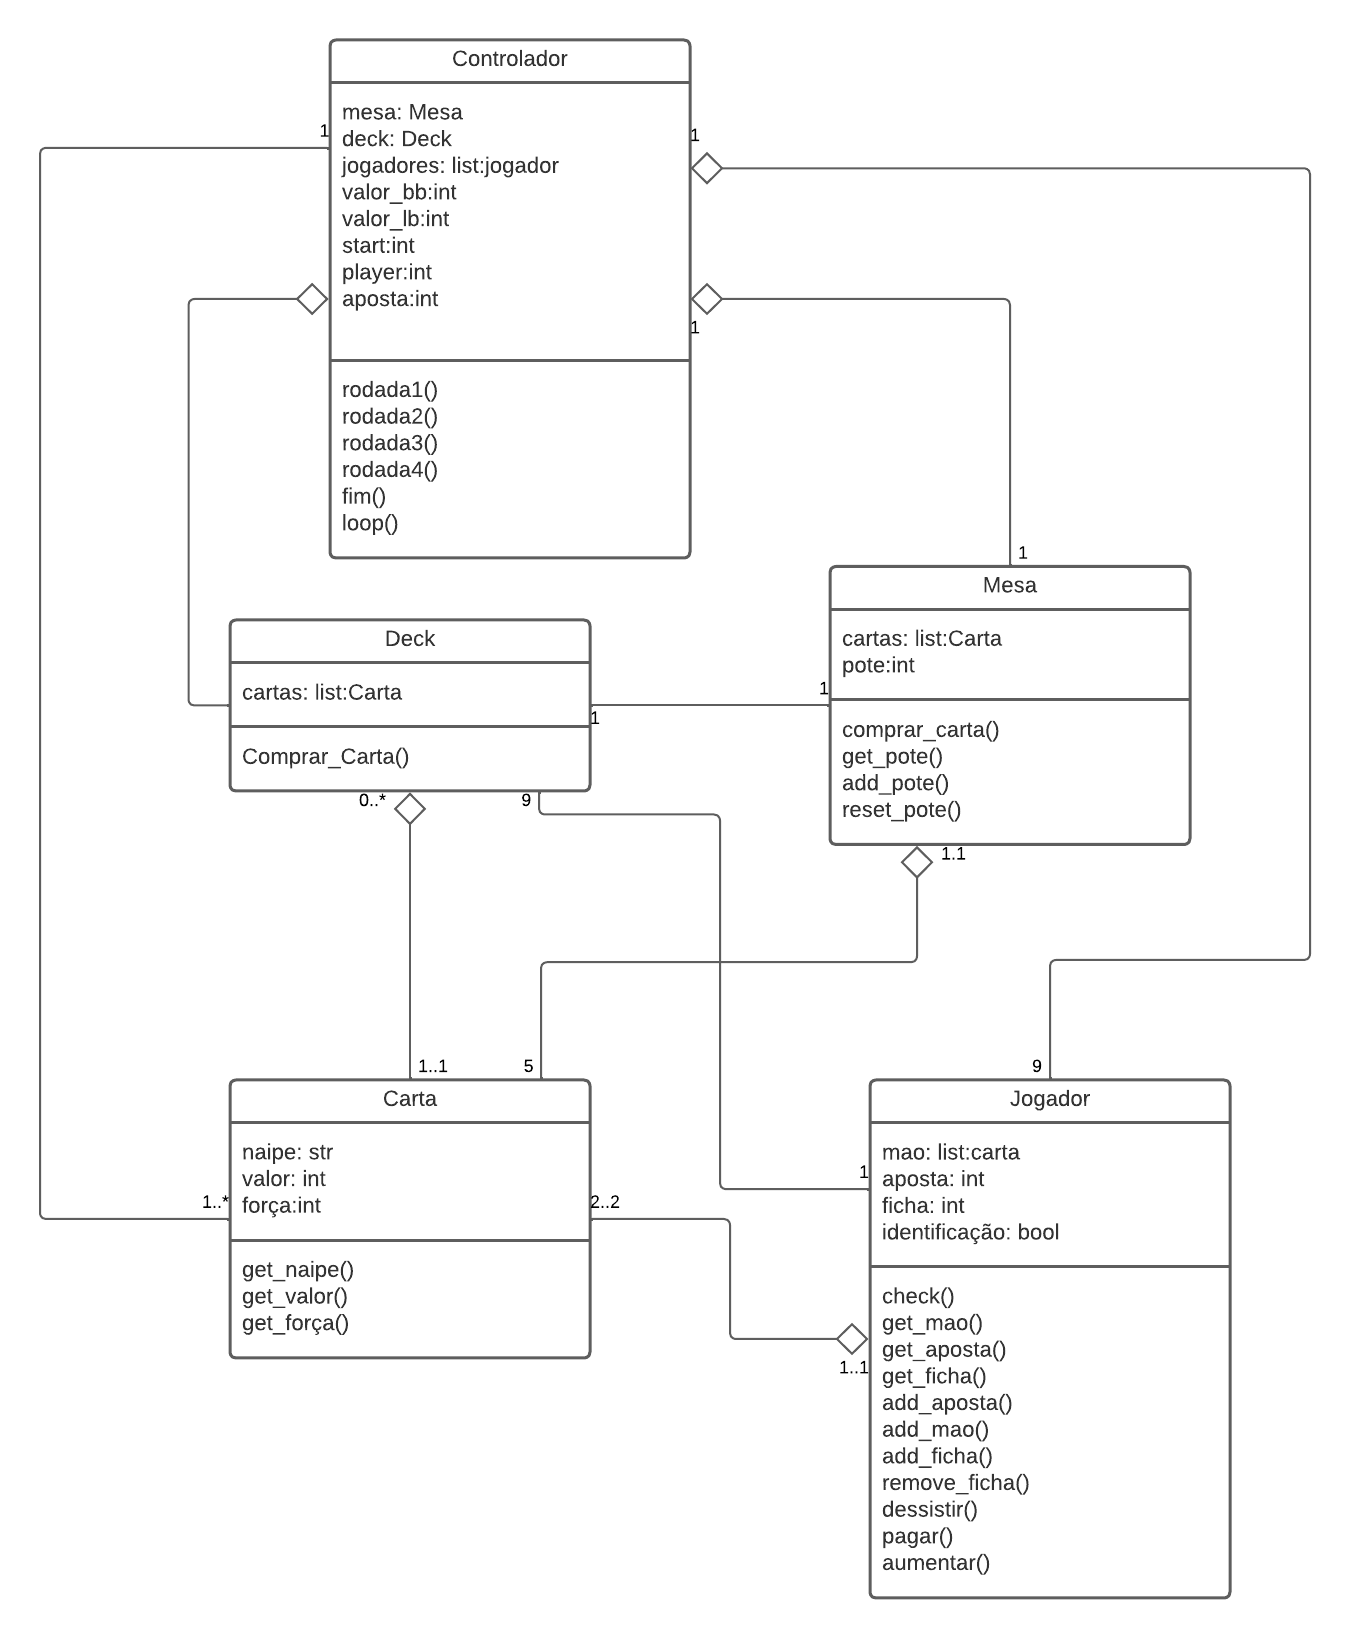 Controlador
mesa: Mesa
deck: Deck
jogadores: list:jogador
valor_bb:int
valor_lb:int
start:int
player:int
aposta:int
rodada1()
rodada2()
rodada3()
rodada4()
fim()
loop()
1
1
1
1
Mesa
cartas: list:Carta
pote:int
comprar_carta()
get_pote()
add_pote()
reset_pote()
1
1..1
Deck
cartas: list:Carta
Comprar_Carta()
1
0..*
9
1..1
5
Carta
naipe: str
valor: int
força:int
get_naipe()
get_valor()
get_força()
1..*
2..2
9
Jogador
mao: list:carta
aposta: int
ficha: int
identificação: bool
check()
get_mao()
get_aposta()
get_ficha()
add_aposta()
add_mao()
add_ficha()
remove_ficha()
dessistir()
pagar()
aumentar()
1
1..1